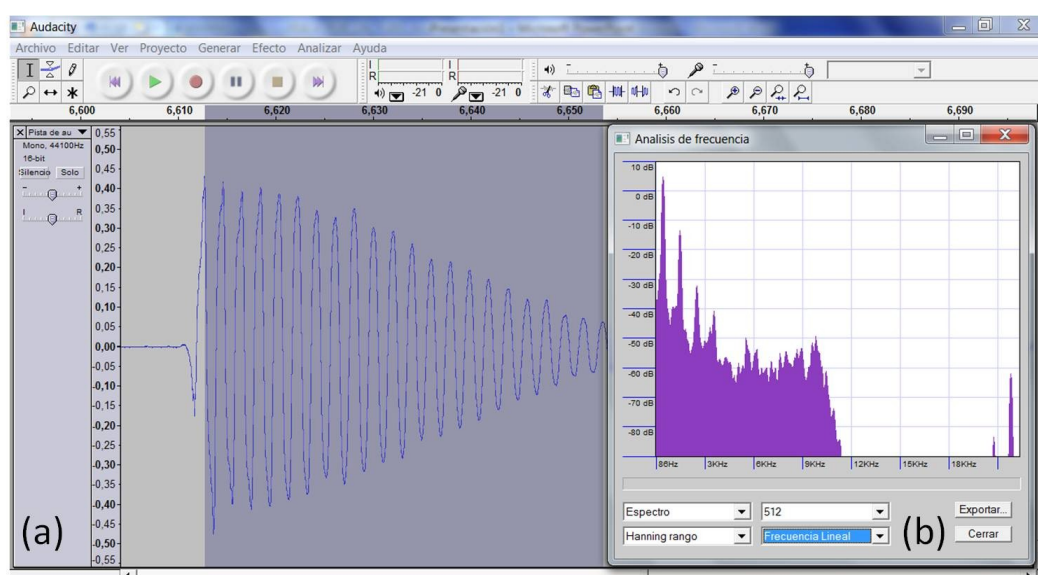 Audacity
Archivo Editar Ver Proyecto Generar Efecto Analizar Ayuda
I
R
-21 0
I
R
-21 0
6,600 6,610 6,620 6,630 6,640 6,650 6,660 6,670 6,680 6,690
X Pista de au
Mono, 44100Hz
16-bit
Silencio Solo
- +
I R
0,55
0,50
0,45
0,40
0,35
0,30
0,25
0,20
0,15
0,10
0,05
0,00
-0,05
-0,10
-0,15
-0,20
-0,25
-0,30
-0,35
-0,40
-0,45
-0,50
-0,55
(a)
Analisis de frecuencia
10 dB
0 dB
-10 dB
-20 dB
-30 dB
-40 dB
-50 dB
-60 dB
-70 dB
-80 dB
86Hz 3KHz 6KHz 9KHz 12KHz 15KHz 18KHz
Espectro 512 Exportar...
Hanning rango Frecuencia Lineal Cerrar
(b)